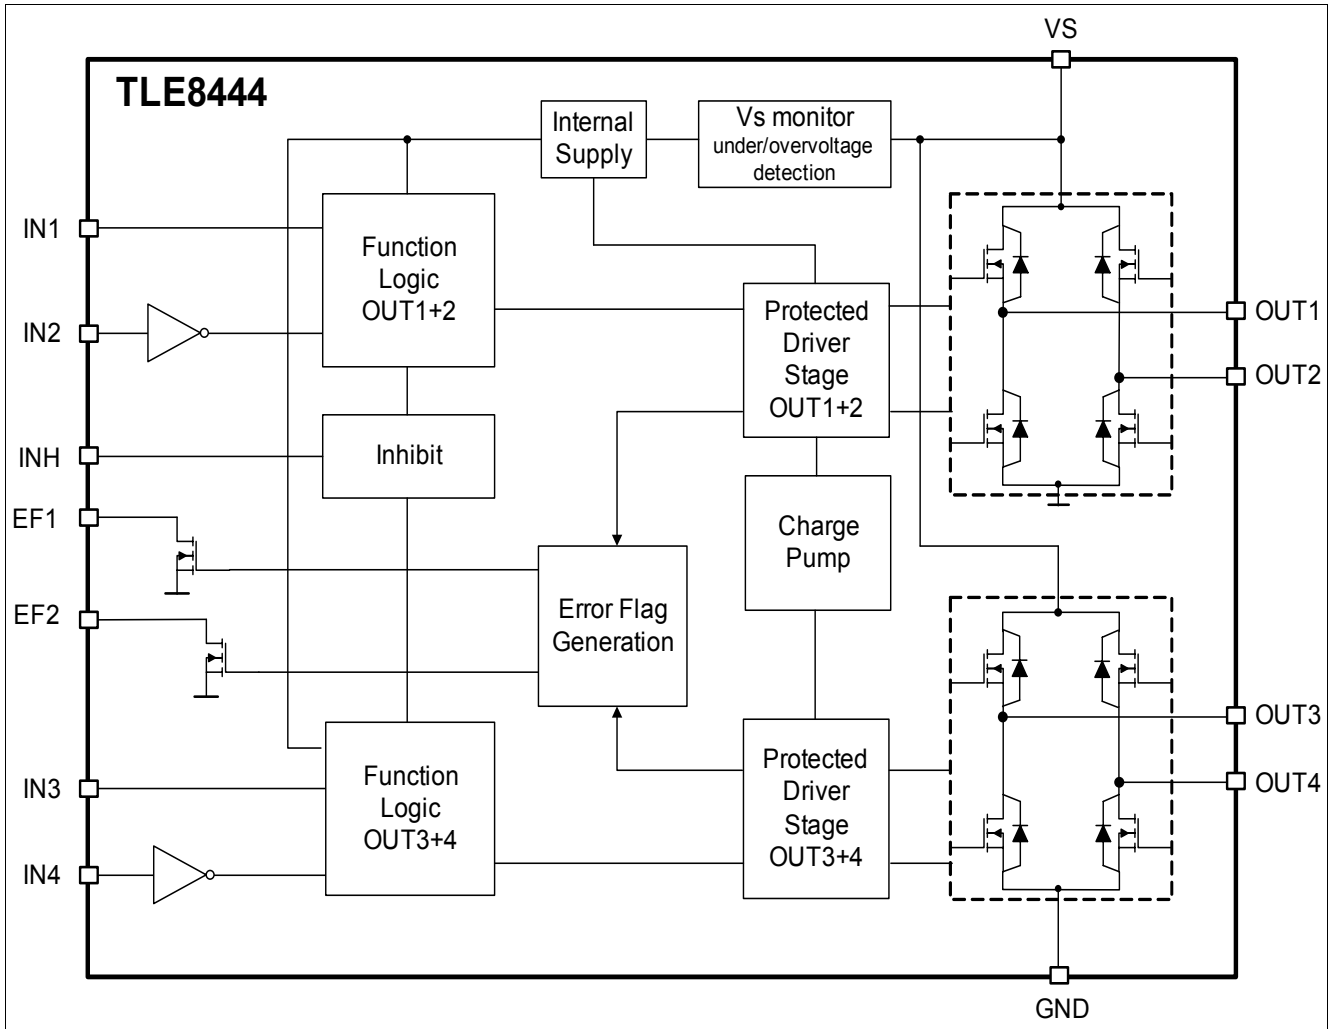 VS
TLE8444
Internal
Supply
Vs monitor
under/overvoltage
detection
IN1
Function
Logic
OUT1+2
IN2
Protected
Driver
Stage
OUT1+2
OUT1
OUT2
INH
Inhibit
EF1
Charge
Pump
EF2
Error Flag
Generation
OUT3
OUT4
IN3
Function
Logic
OUT3+4
IN4
Protected
Driver
Stage
OUT3+4
GND